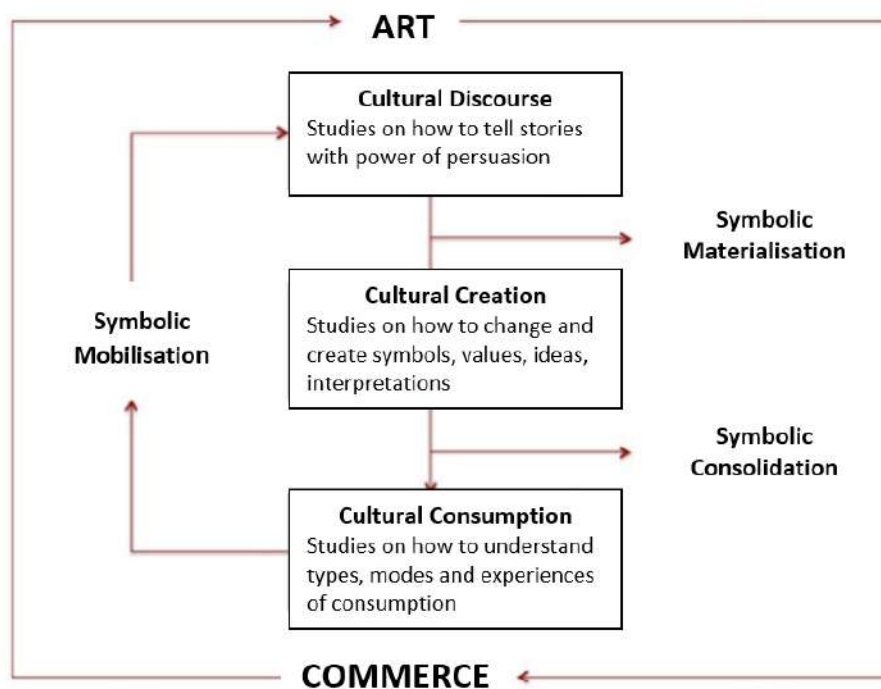 ART
Cultural Discourse
Studies on how to tell stories
with power of persuasion
Symbolic
Materialisation
Cultural Creation
Studies on how to change and
create symbols, values, ideas,
interpretations
Symbolic
Mobilisation
Symbolic
Consolidation
Cultural Consumption
Studies on how to understand
types, modes and experiences
of consumption
COMMERCE